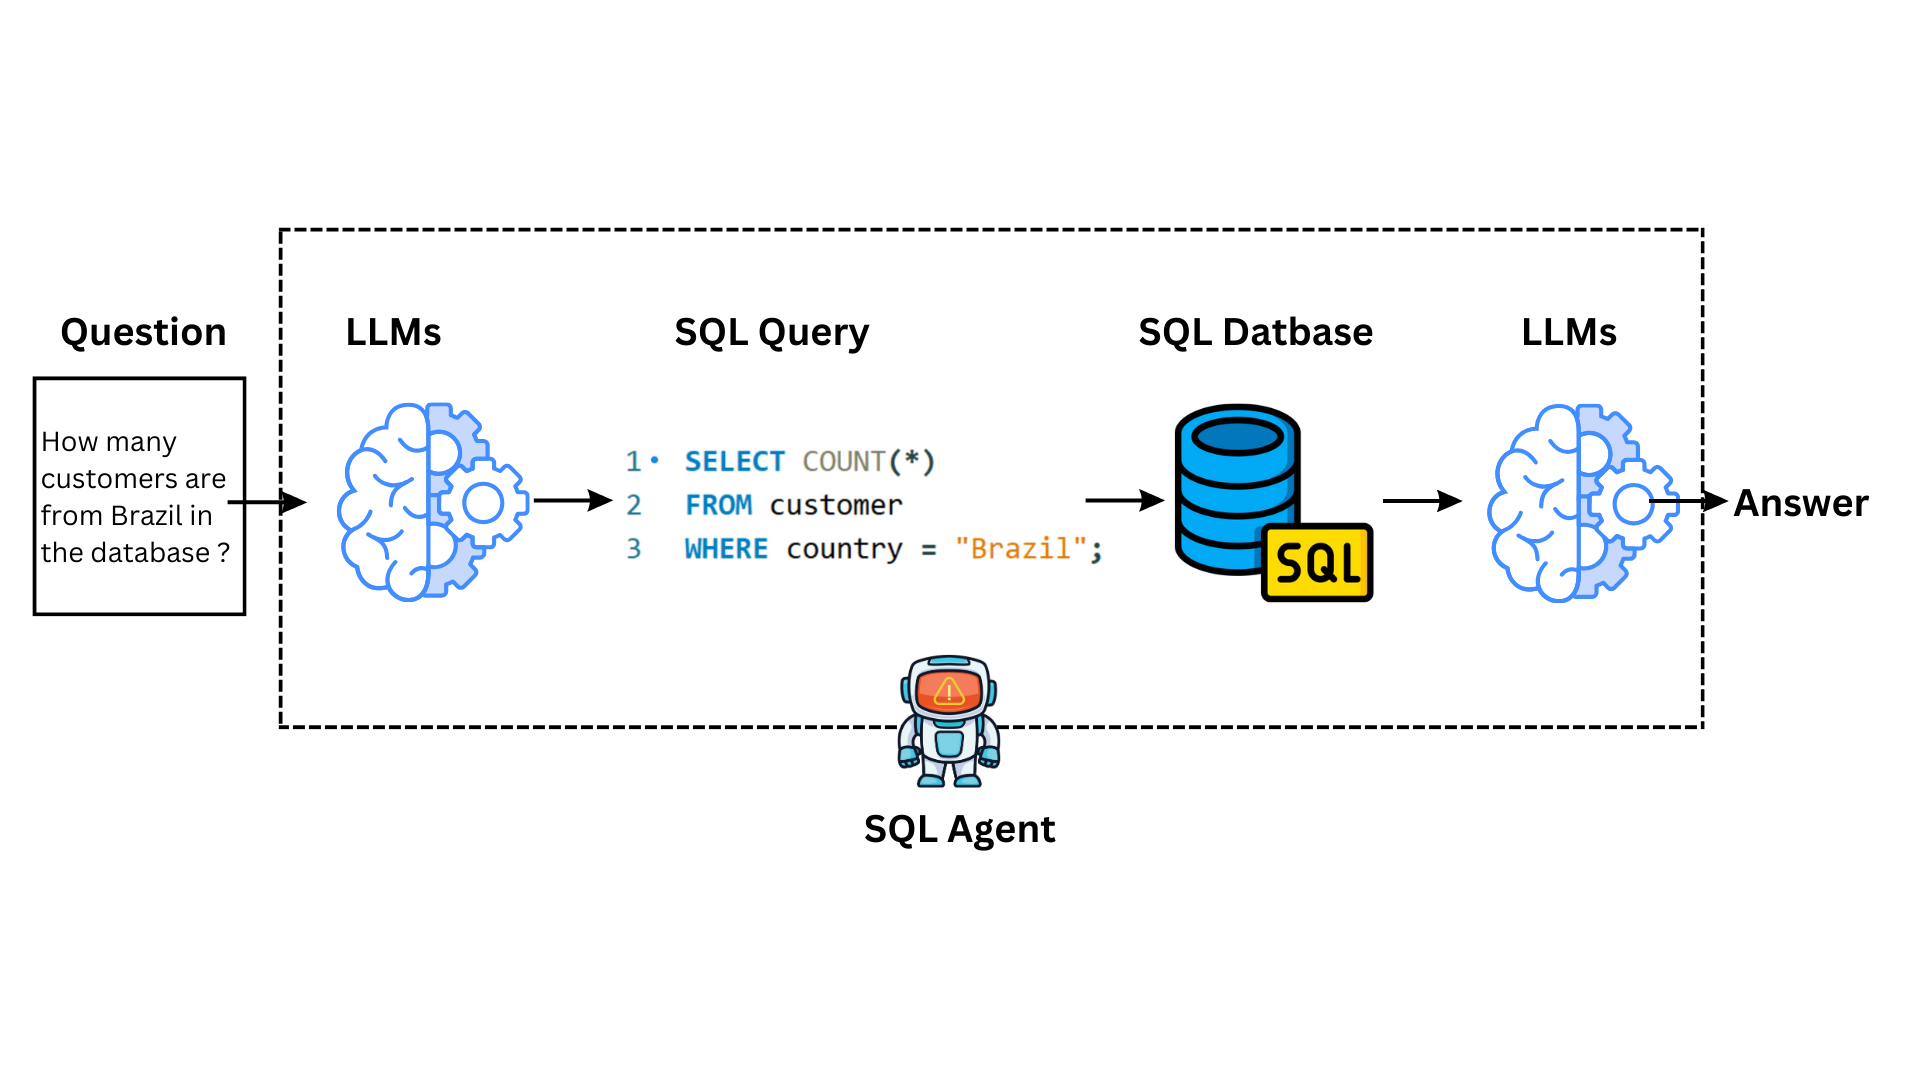 Question
How many
customers are
from Brazil in
the database ?
LLMs
SQL Query
1 SELECT COUNT(*)
2 FROM customer
3 WHERE country = "Brazil";
SQL Datbase
SQL
LLMs
Answer
SQL Agent